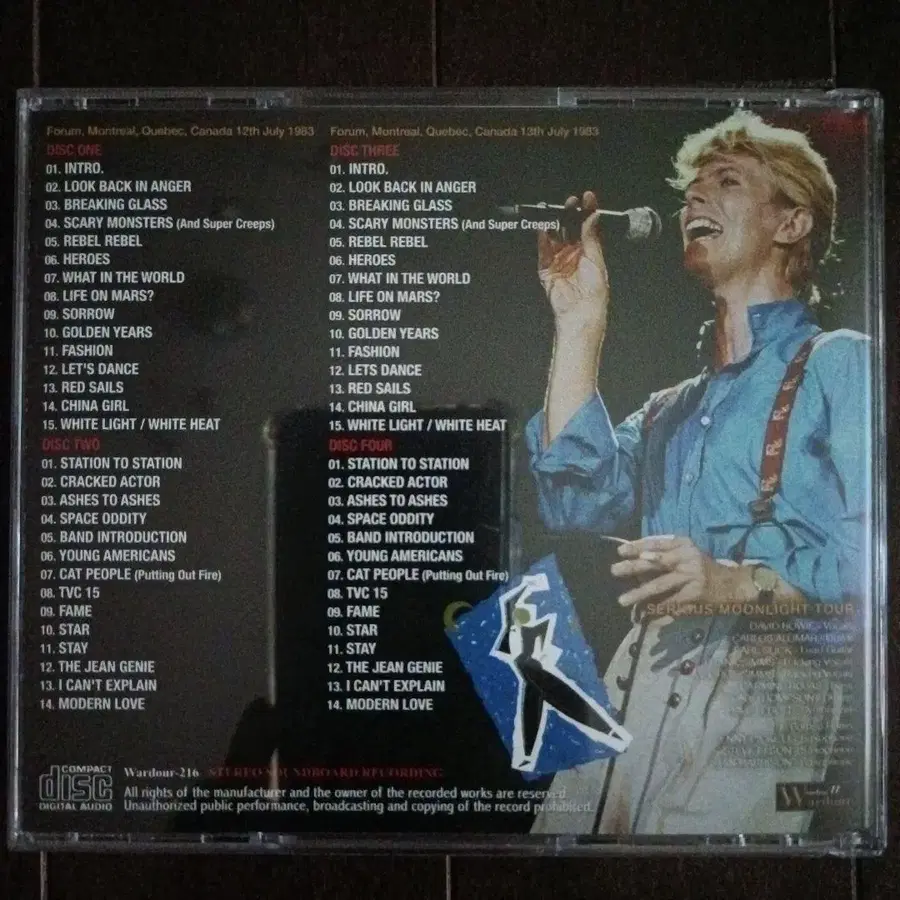 Forum, Montreal, Quebec, Canada 12th July 1983
DISC ONE
01. INTRO.
02. LOOK BACK IN ANGER
03. BREAKING GLASS
04. SCARY MONSTERS (And Super Creeps)
05. REBEL REBEL
06. HEROES
07. WHAT IN THE WORLD
08. LIFE ON MARS?
09. SORROW
10. GOLDEN YEARS
11. FASHION
12. LET'S DANCE
13. RED SAILS
14. CHINA GIRL
15. WHITE LIGHT / WHITE HEAT
DISC TWO
01. STATION TO STATION
02. CRACKED ACTOR
03. ASHES TO ASHES
04. SPACE ODDITY
05. BAND INTRODUCTION
06. YOUNG AMERICANS
07. CAT PEOPLE (Putting Out Fire)
08. TVC 15
09. FAME
10. STAR
11. STAY
12. THE JEAN GENIE
13. I CAN'T EXPLAIN
14. MODERN LOVE
Forum, Montreal, Quebec, Canada 13th July 1983
DISC THREE
01. INTRO.
02. LOOK BACK IN ANGER
03. BREAKING GLASS
04. SCARY MONSTERS (And Super Creeps)
05. REBEL REBEL
06. HEROES
07. WHAT IN THE WORLD
08. LIFE ON MARS?
09. SORROW
10. GOLDEN YEARS
11. FASHION
12. LETS DANCE
13. RED SAILS
14. CHINA GIRL
15. WHITE LIGHT / WHITE HEAT
DISC FOUR
01. STATION TO STATION
02. CRACKED ACTOR
03. ASHES TO ASHES
04. SPACE ODDITY
05. BAND INTRODUCTION
06. YOUNG AMERICANS
07. CAT PEOPLE (Putting Out Fire)
08. TVC 15
09. FAME
10. STAR
11. STAY
12. THE JEAN GENIE
13. I CAN'T EXPLAIN
14. MODERN LOVE
SERIOUS MOONLIGHT TOUR
DAVID BOWIE - Vocals
CARLOS ALOMAR - Guitar
EARL SLICK - Lead Guitar
COMPACT
disc
DIGITAL AUDIO
Wardour-216 STEREO SOUNDBOARD RECORDING
All rights of the manufacturer and the owner of the recorded works are reserved.
Unauthorized public performance, broadcasting and copying of the record prohibited.
W
Wardour